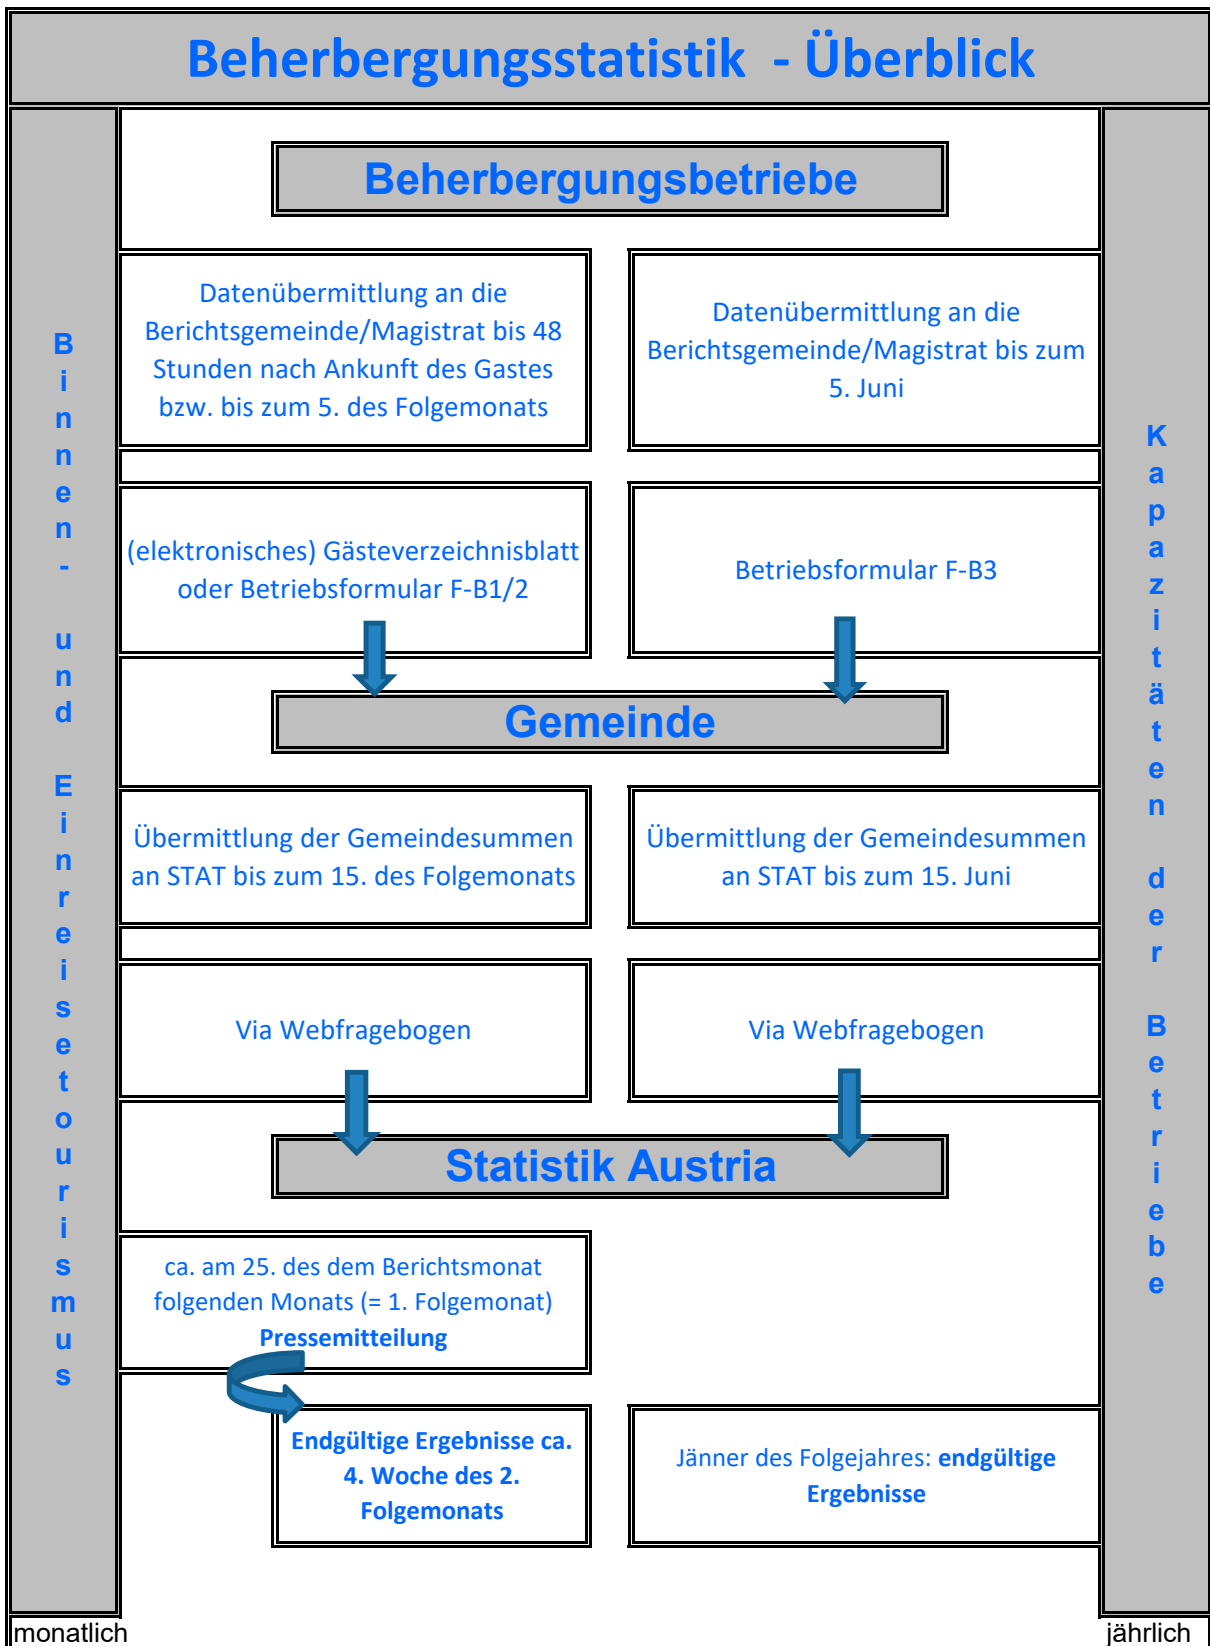 Beherbergungsstatistik - Überblick
Binnen- und Einreisetourismus
Beherbergungsbetriebe
Datenübermittlung an die
Berichtsgemeinde/Magistrat bis 48
Stunden nach Ankunft des Gastes
bzw. bis zum 5. des Folgemonats
Datenübermittlung an die
Berichtsgemeinde/Magistrat bis zum
5. Juni
(elektronisches) Gästeverzeichnisblatt
oder Betriebsformular F-B1/2
Betriebsformular F-B3
Gemeinde
Übermittlung der Gemeindesummen
an STAT bis zum 15. des Folgemonats
Übermittlung der Gemeindesummen
an STAT bis zum 15. Juni
Via Webfragebogen
Via Webfragebogen
Statistik Austria
ca. am 25. des dem Berichtsmonat
folgenden Monats (= 1. Folgemonat)
Pressemitteilung
Endgültige Ergebnisse ca.
4. Woche des 2.
Folgemonats
Jänner des Folgejahres: endgültige
Ergebnisse
Kapazitäten der Betriebe
monatlich
jährlich